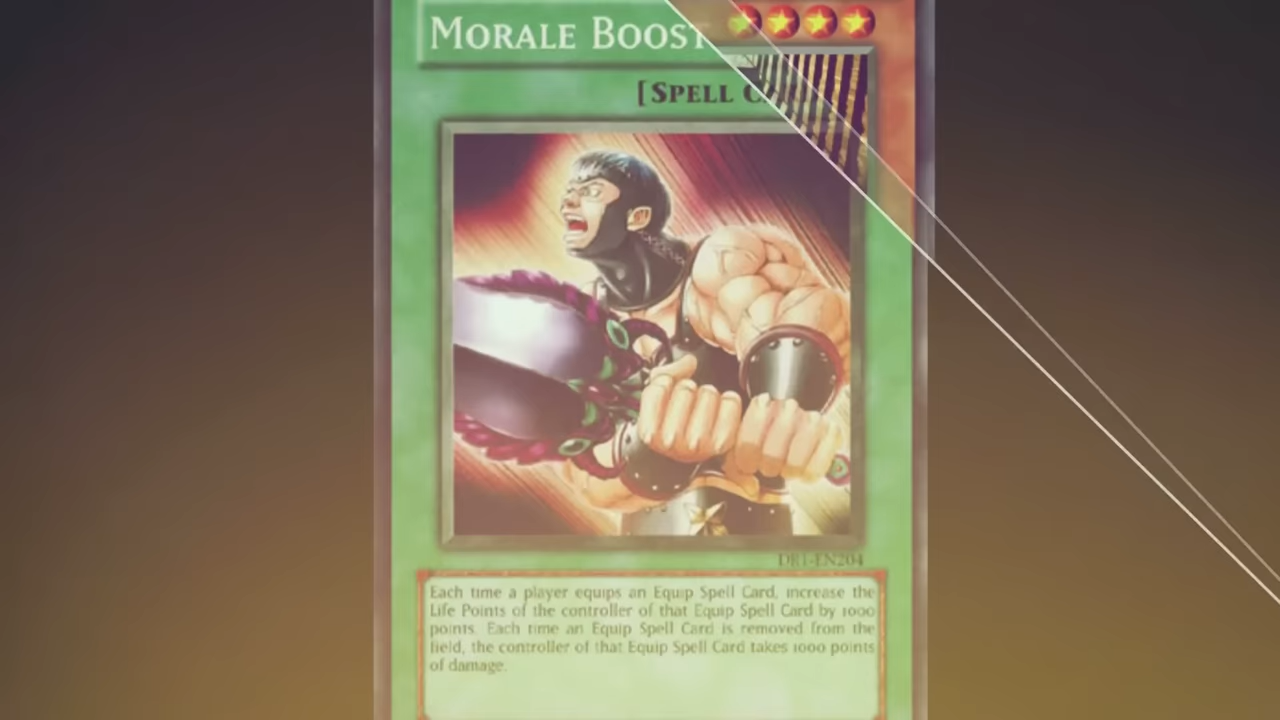 MORALE BOOST
[SPELL
DR1-EN204
Each time a player equips an Equip Spell Card, increase the
Life Points of the controller of that Equip Spell Card by 1000
points. Each time an Equip Spell Card is removed from the
field, the controller of that Equip Spell Card takes 1000 points
of damage.